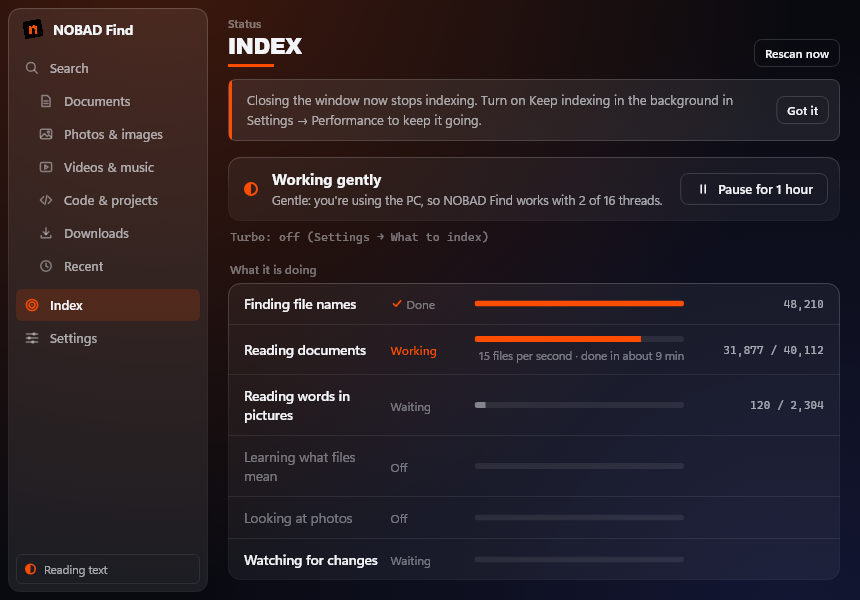 NOBAD Find
Search
Documents
Photos & images
Videos & music
Code & projects
Downloads
Recent
Index
Settings
Reading text
Status
INDEX
Rescan now
Closing the window now stops indexing. Turn on Keep indexing in the background in
Settings → Performance to keep it going.
Got it
Working gently
Gentle: you're using the PC, so NOBAD Find works with 2 of 16 threads.
Pause for 1 hour
Turbo: off (Settings → What to index)
What it is doing
Finding file names Done 48,210
Reading documents Working 31,877 / 40,112
15 files per second · done in about 9 min
Reading words in
pictures
Waiting 120 / 2,304
Learning what files
mean
Off
Looking at photos Off
Watching for changes Waiting